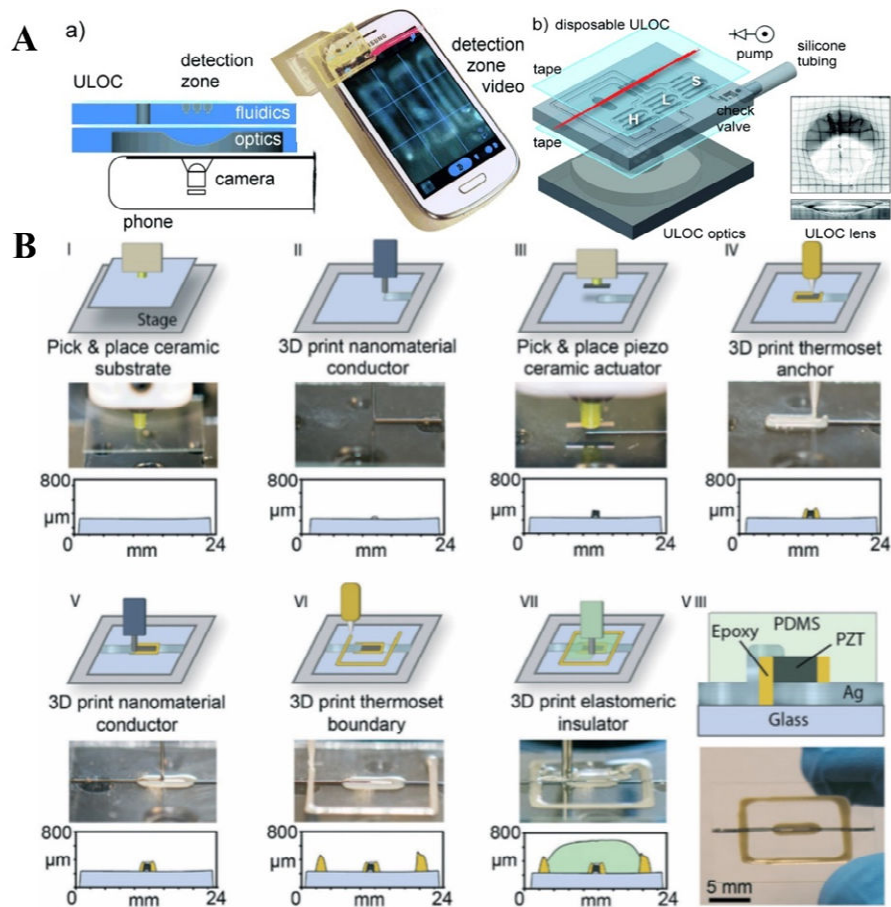 A
a)
ULOC
detection
zone
fluidics
optics
camera
phone
SAMSUNG
detection
zone
video
b) disposable ULOC
tape
tape
H
L
S
pump
silicone
tubing
check
valve
ULOC optics
ULOC lens
B
I
Stage
Pick & place ceramic
substrate
800
μm
0
mm
24
II
3D print nanomaterial
conductor
800
μm
0
mm
24
III
Pick & place piezo
ceramic actuator
800
μm
0
mm
24
IV
3D print thermoset
anchor
800
μm
0
mm
24
V
3D print nanomaterial
conductor
800
μm
0
mm
24
VI
3D print thermoset
boundary
800
μm
0
mm
24
VII
3D print elastomeric
insulator
800
μm
0
mm
24
V III
PDMS
Epoxy
PZT
Ag
Glass
5 mm